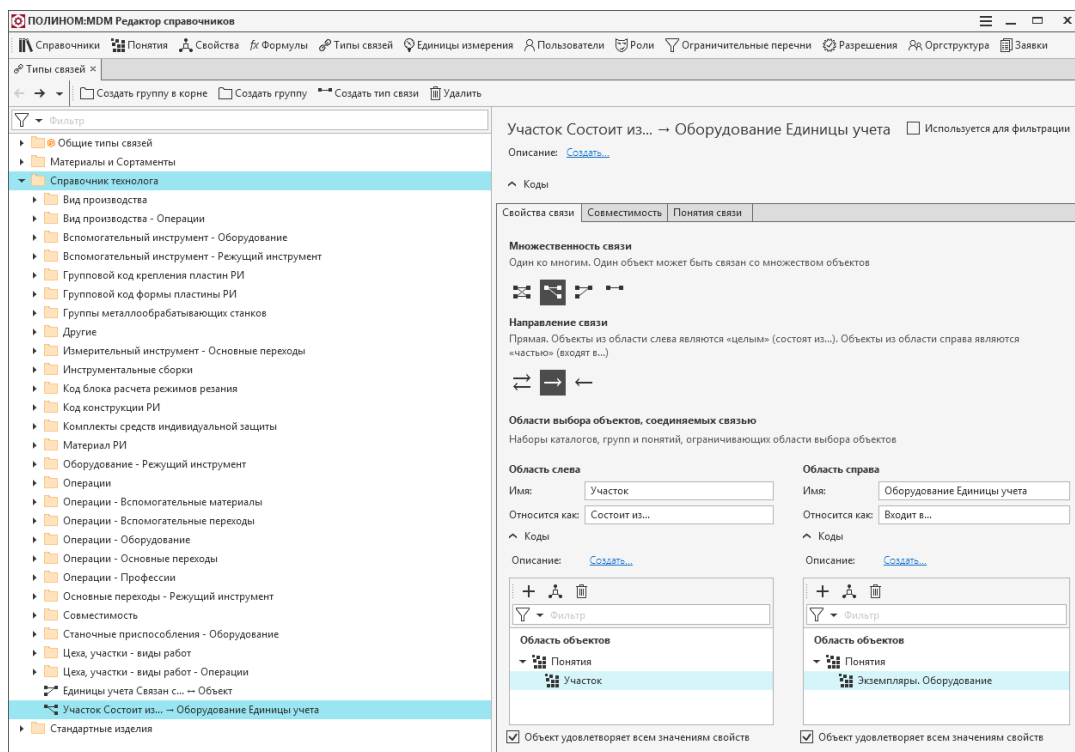 ПОЛИНОМ:MDM Редактор справочников
Справочники Понятия Свойства fx Формулы Типы связей Единицы измерения Пользователи Роли Ограничительные перечни Разрешения Оргструктура Заявки
Типы связей ×
Создать группу в корне Создать группу Создать тип связи Удалить
Фильтр
Общие типы связей
Материалы и Сортаменты
Справочник технолога
Вид производства
Вид производства - Операции
Вспомогательный инструмент - Оборудование
Вспомогательный инструмент - Режущий инструмент
Групповой код крепления пластин РИ
Групповой код формы пластины РИ
Группы металлообрабатывающих станков
Другие
Измерительный инструмент - Основные переходы
Инструментальные сборки
Код блока расчета режимов резания
Код конструкции РИ
Комплекты средств индивидуальной защиты
Материал РИ
Оборудование - Режущий инструмент
Операции
Операции - Вспомогательные материалы
Операции - Вспомогательные переходы
Операции - Оборудование
Операции - Основные переходы
Операции - Профессии
Основные переходы - Режущий инструмент
Совместимость
Станочные приспособления - Оборудование
Цеха, участки - виды работ
Цеха, участки - виды работ - Операции
Единицы учета Связан с... ↔ Объект
Участок Состоит из... → Оборудование Единицы учета
Стандартные изделия
Участок Состоит из... → Оборудование Единицы учета Используется для фильтрации
Описание: Создать...
Коды
Свойства связи Совместимость Понятия связи
Множественность связи
Один ко многим. Один объект может быть связан со множеством объектов
Направление связи
Прямая. Объекты из области слева являются «целым» (состоят из...). Объекты из области справа являются
«частью» (входят в...)
Области выбора объектов, соединяемых связью
Наборы каталогов, групп и понятий, ограничивающих области выбора объектов
Область слева
Имя: Участок
Относится как: Состоит из...
Коды
Описание: Создать...
Фильтр
Область объектов
Понятия
Участок
Объект удовлетворяет всем значениям свойств
Область справа
Имя: Оборудование Единицы учета
Относится как: Входит в...
Коды
Описание: Создать...
Фильтр
Область объектов
Понятия
Экземпляры. Оборудование
Объект удовлетворяет всем значениям свойств